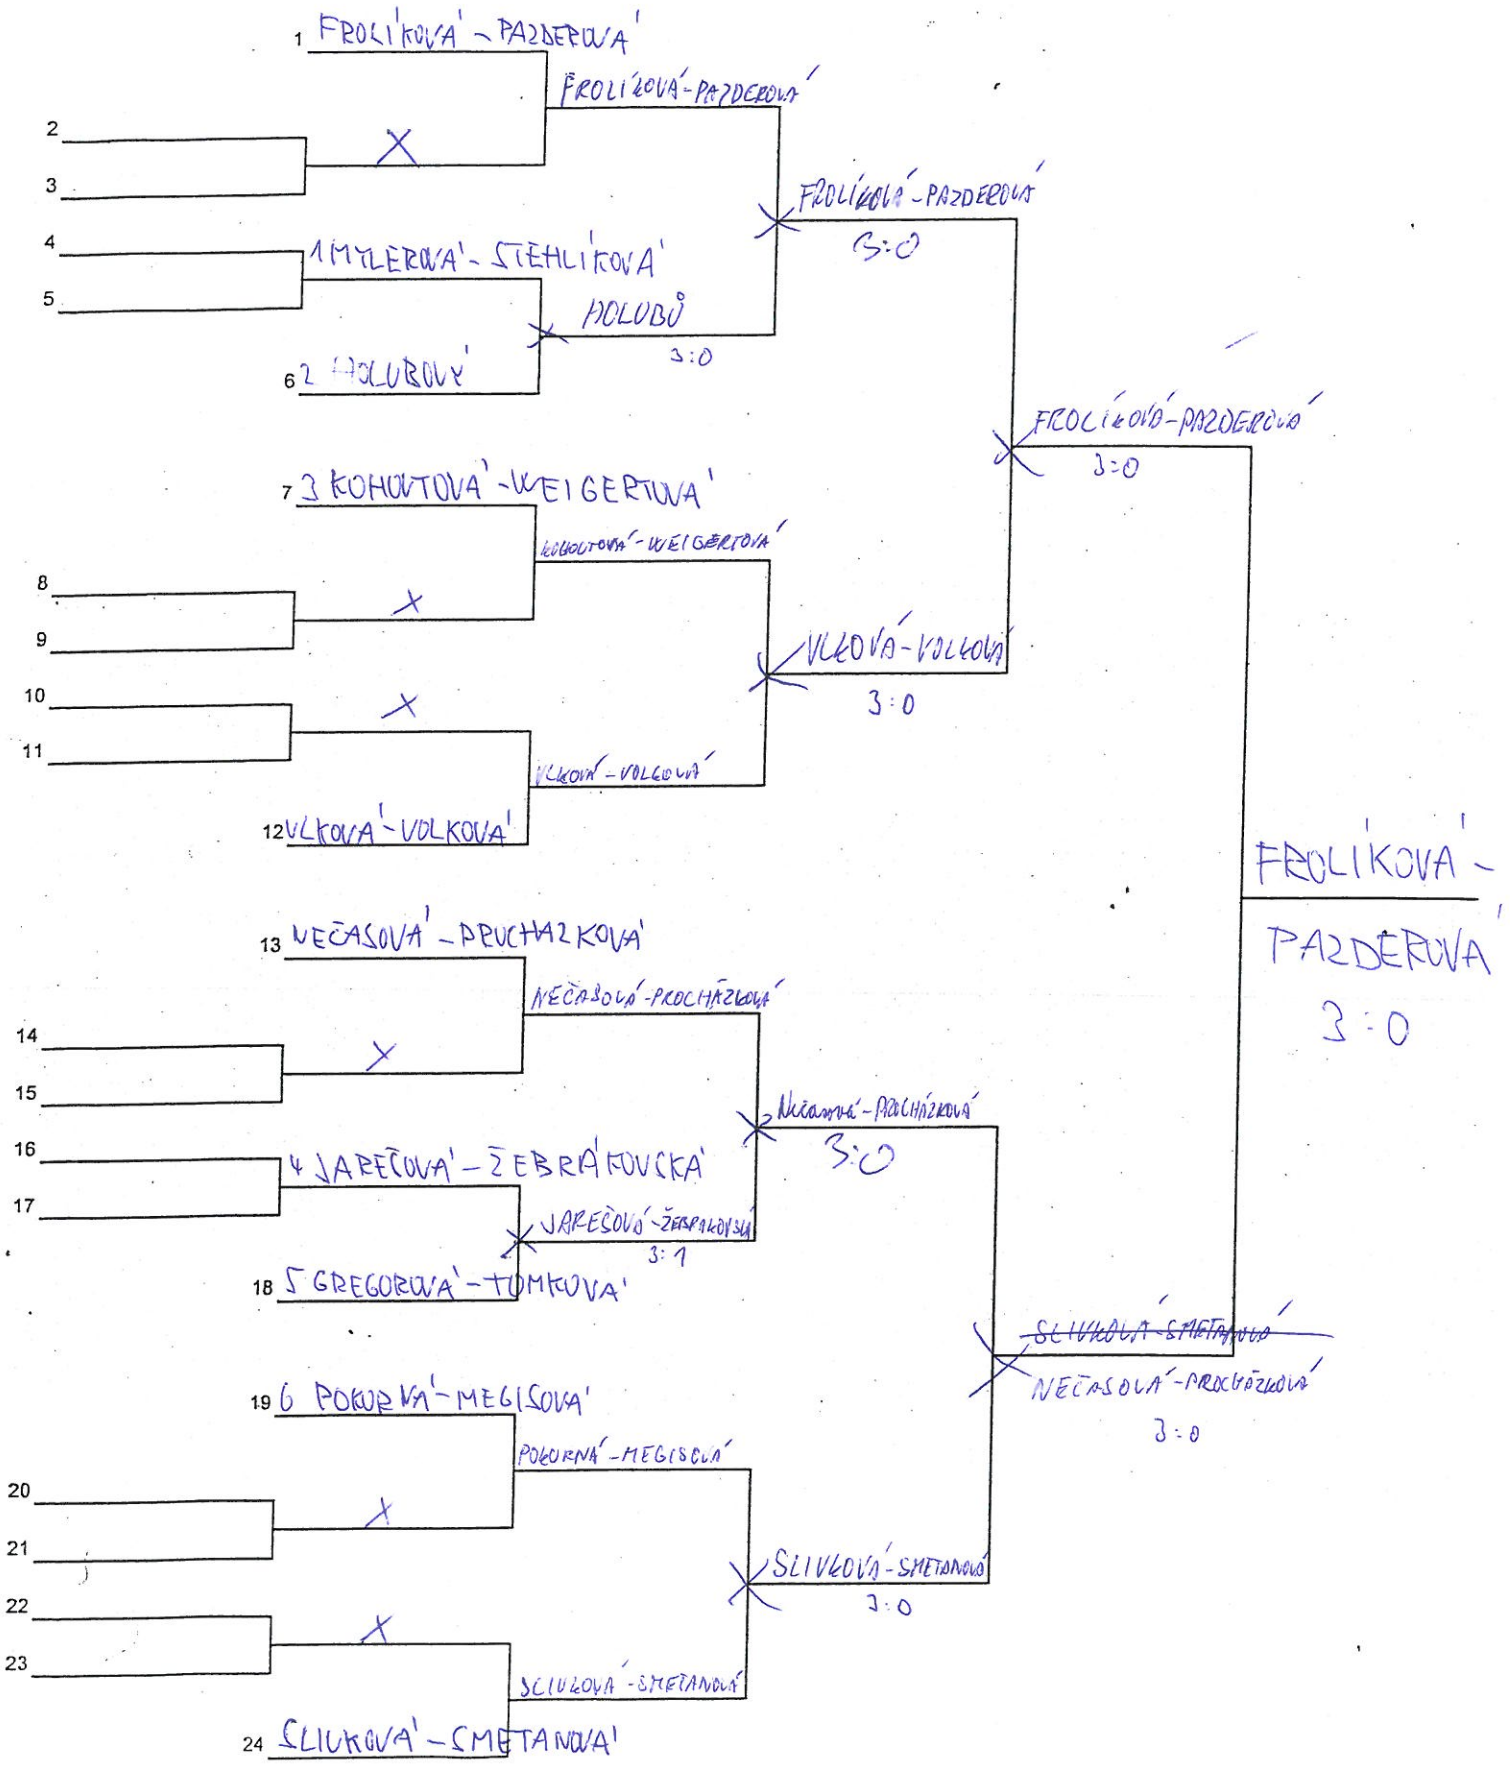 1 FROLÍKOVÁ - PAZDEROVÁ
FROLÍKOVÁ-PAZDEROVÁ
2
X
3
FROLÍKOVÁ-PAZDEROVÁ
3:0
4
1 MYLEROVÁ - STEHLÍKOVÁ
5
HOLUBŮ
3:0
6 2 HOLUBOVY
FROLÍKOVÁ-PAZDEROVÁ
3:0
7 3 KOHOUTOVÁ-WEIGERTOVÁ
KOHOUTOVÁ-WEIGERTOVÁ
8
X
9
VLKOVÁ-VOLKOVÁ
3:0
10
X
11
VLKOVÁ-VOLKOVÁ
12 VLKOVÁ-VOLKOVÁ
FROLÍKOVÁ-
PAZDEROVÁ
3:0
13 NEČASOVÁ-PROCHÁZKOVÁ
NEČASOVÁ-PROCHÁZKOVÁ
14
X
15
Nečasová-PROCHÁZKOVÁ
3:0
16
4 JAREŠOVÁ-ŽEBRÁKOVSKÁ
17
JAREŠOVÁ-ŽEBRÁKOVSKÁ
3:1
18 5 GREGOROVÁ-TOMKOVÁ
SLIVKOVÁ-SMETANOVÁ
NEČASOVÁ-PROCHÁZKOVÁ
3:0
19 6 POKORNÁ-MEGISOVÁ
POKORNÁ-MEGISOVÁ
20
X
21
SLIVKOVÁ-SMETANOVÁ
3:0
22
X
23
SLIVKOVÁ-SMETANOVÁ
24 SLIVKOVÁ-SMETANOVÁ